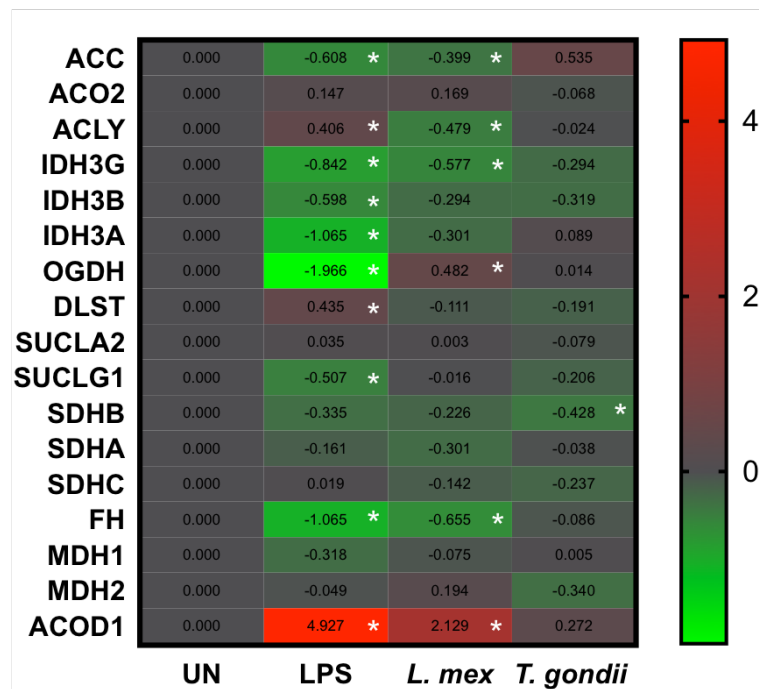 ACC 0.000 -0.608 * -0.399 * 0.535
ACO2 0.000 0.147 0.169 -0.068
ACLY 0.000 0.406 * -0.479 * -0.024
IDH3G 0.000 -0.842 * -0.577 * -0.294
IDH3B 0.000 -0.598 * -0.294 -0.319
IDH3A 0.000 -1.065 * -0.301 0.089
OGDH 0.000 -1.966 * 0.482 * 0.014
DLST 0.000 0.435 * -0.111 -0.191
SUCLA2 0.000 0.035 0.003 -0.079
SUCLG1 0.000 -0.507 * -0.016 -0.206
SDHB 0.000 -0.335 -0.226 -0.428 *
SDHA 0.000 -0.161 -0.301 -0.038
SDHC 0.000 0.019 -0.142 -0.237
FH 0.000 -1.065 * -0.655 * -0.086
MDH1 0.000 -0.318 -0.075 0.005
MDH2 0.000 -0.049 0.194 -0.340
ACOD1 0.000 4.927 * 2.129 * 0.272
UN LPS L. mex T. gondii
4
2
0